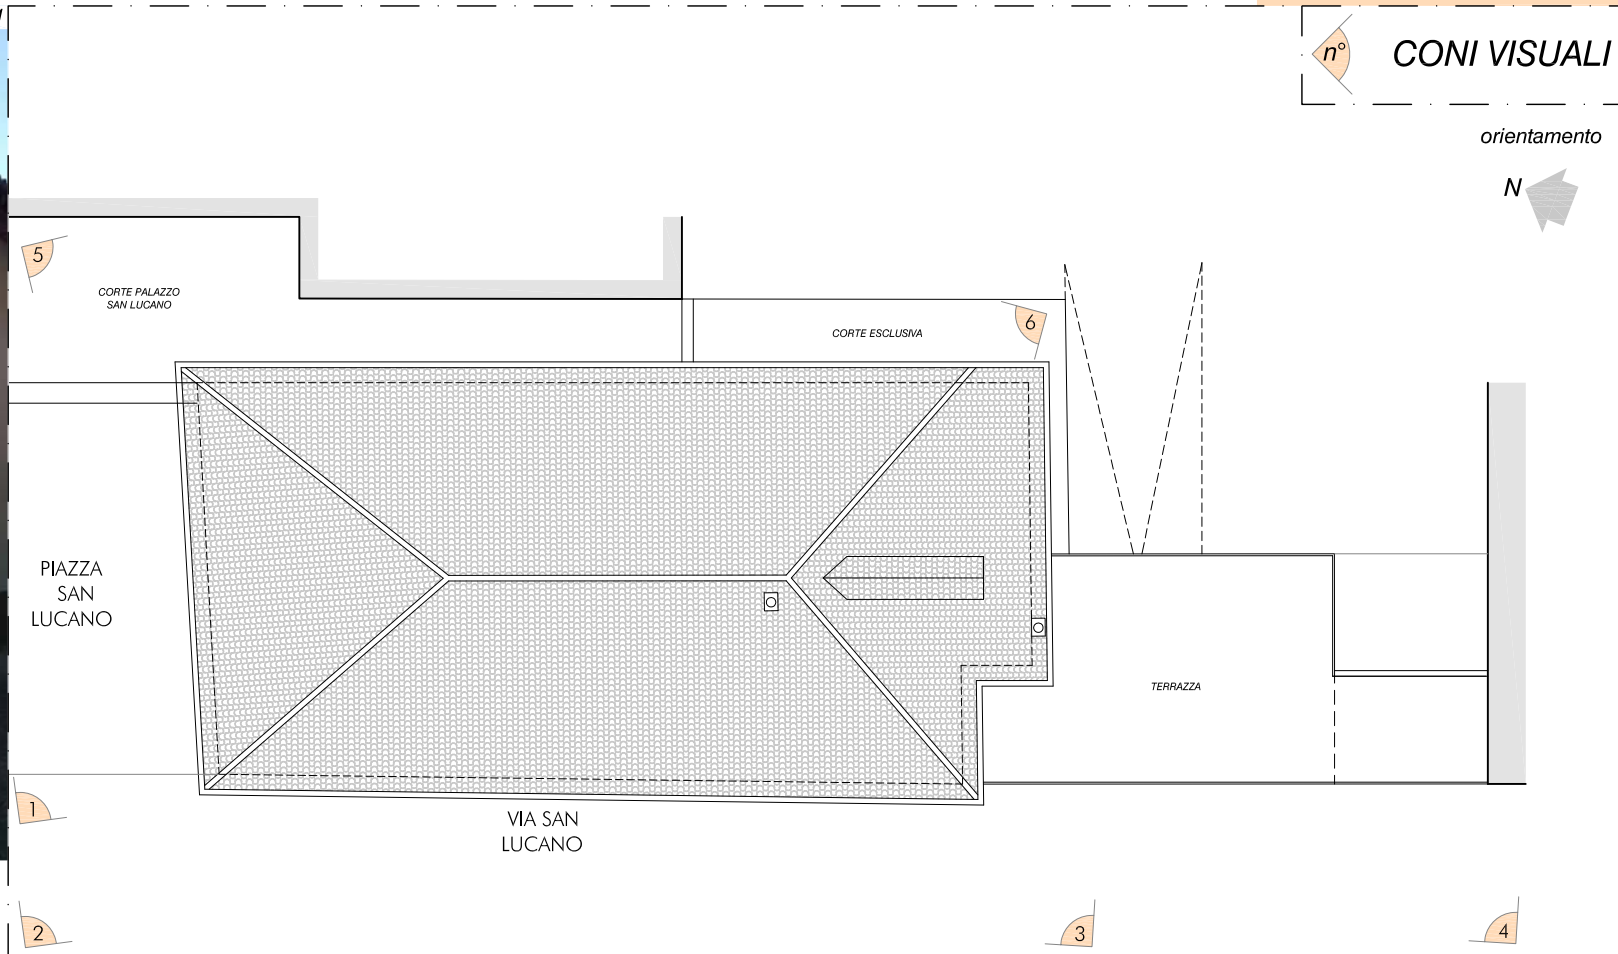 n°
CONI VISUALI
orientamento
N
5
CORTE PALAZZO
SAN LUCANO
6
CORTE ESCLUSIVA
PIAZZA
SAN
LUCANO
TERRAZZA
1
VIA SAN
LUCANO
2
3
4